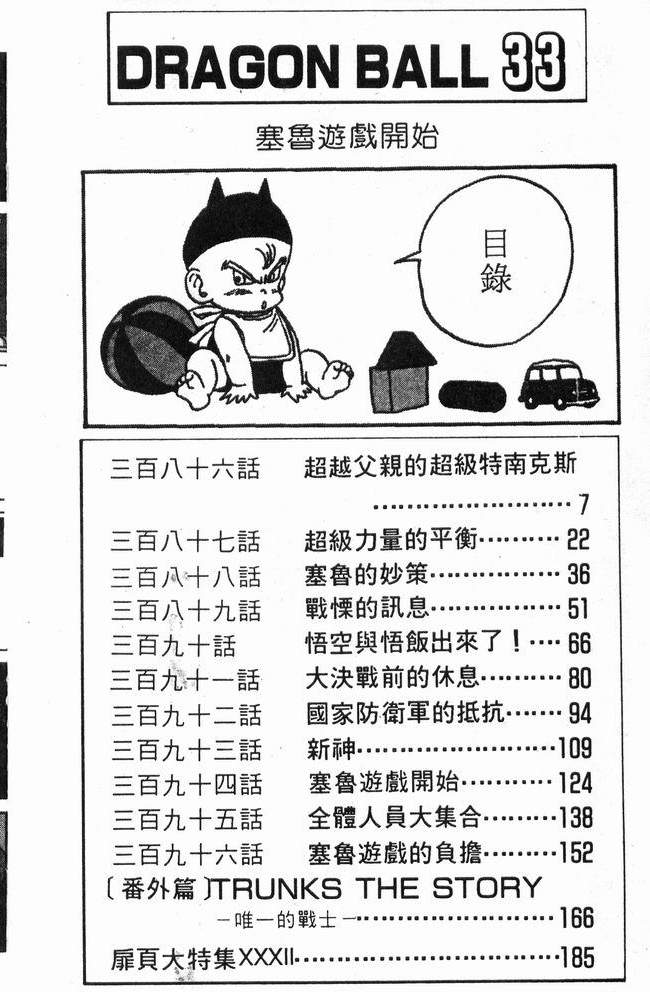 DRAGON BALL 33
塞魯遊戲開始
目錄
三百八十六話 超越父親的超級特南克斯
……………………7
三百八十七話 超級力量的平衡………22
三百八十八話 塞魯的妙策……………36
三百八十九話 戰慄的訊息……………51
三百九十話 悟空與悟飯出來了！…66
三百九十一話 大決戰前的休息………80
三百九十二話 國家防衛軍的抵抗……94
三百九十三話 新神……………………109
三百九十四話 塞魯遊戲開始…………124
三百九十五話 全體人員大集合………138
三百九十六話 塞魯遊戲的負擔………152
〔番外篇〕TRUNKS THE STORY
－唯一的戰士－……………………166
扉頁大特集XXXII……………………………185